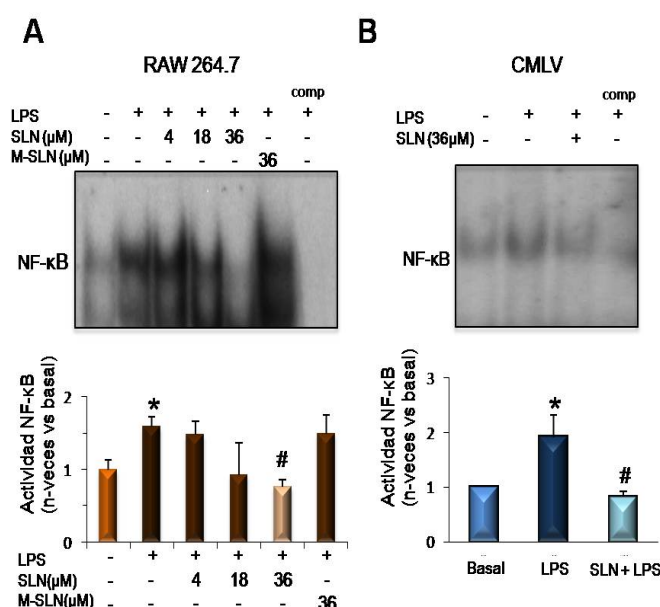 A
RAW 264.7
comp
LPS - + + + + + +
SLN (µM) - - 4 18 36 - -
M-SLN (µM) - - - - - 36 -
NF-κB
Actividad NF-κB
(n-veces vs basal)
2
1
0
*
#
LPS - + + + + +
SLN(µM) - - 4 18 36 -
M-SLN(µM) - - - - - 36
B
CMLV
comp
LPS - + + +
SLN (36µM) - - + -
NF-κB
Actividad NF-κB
(n-veces vs basal)
3
2
1
0
*
#
Basal LPS SLN + LPS